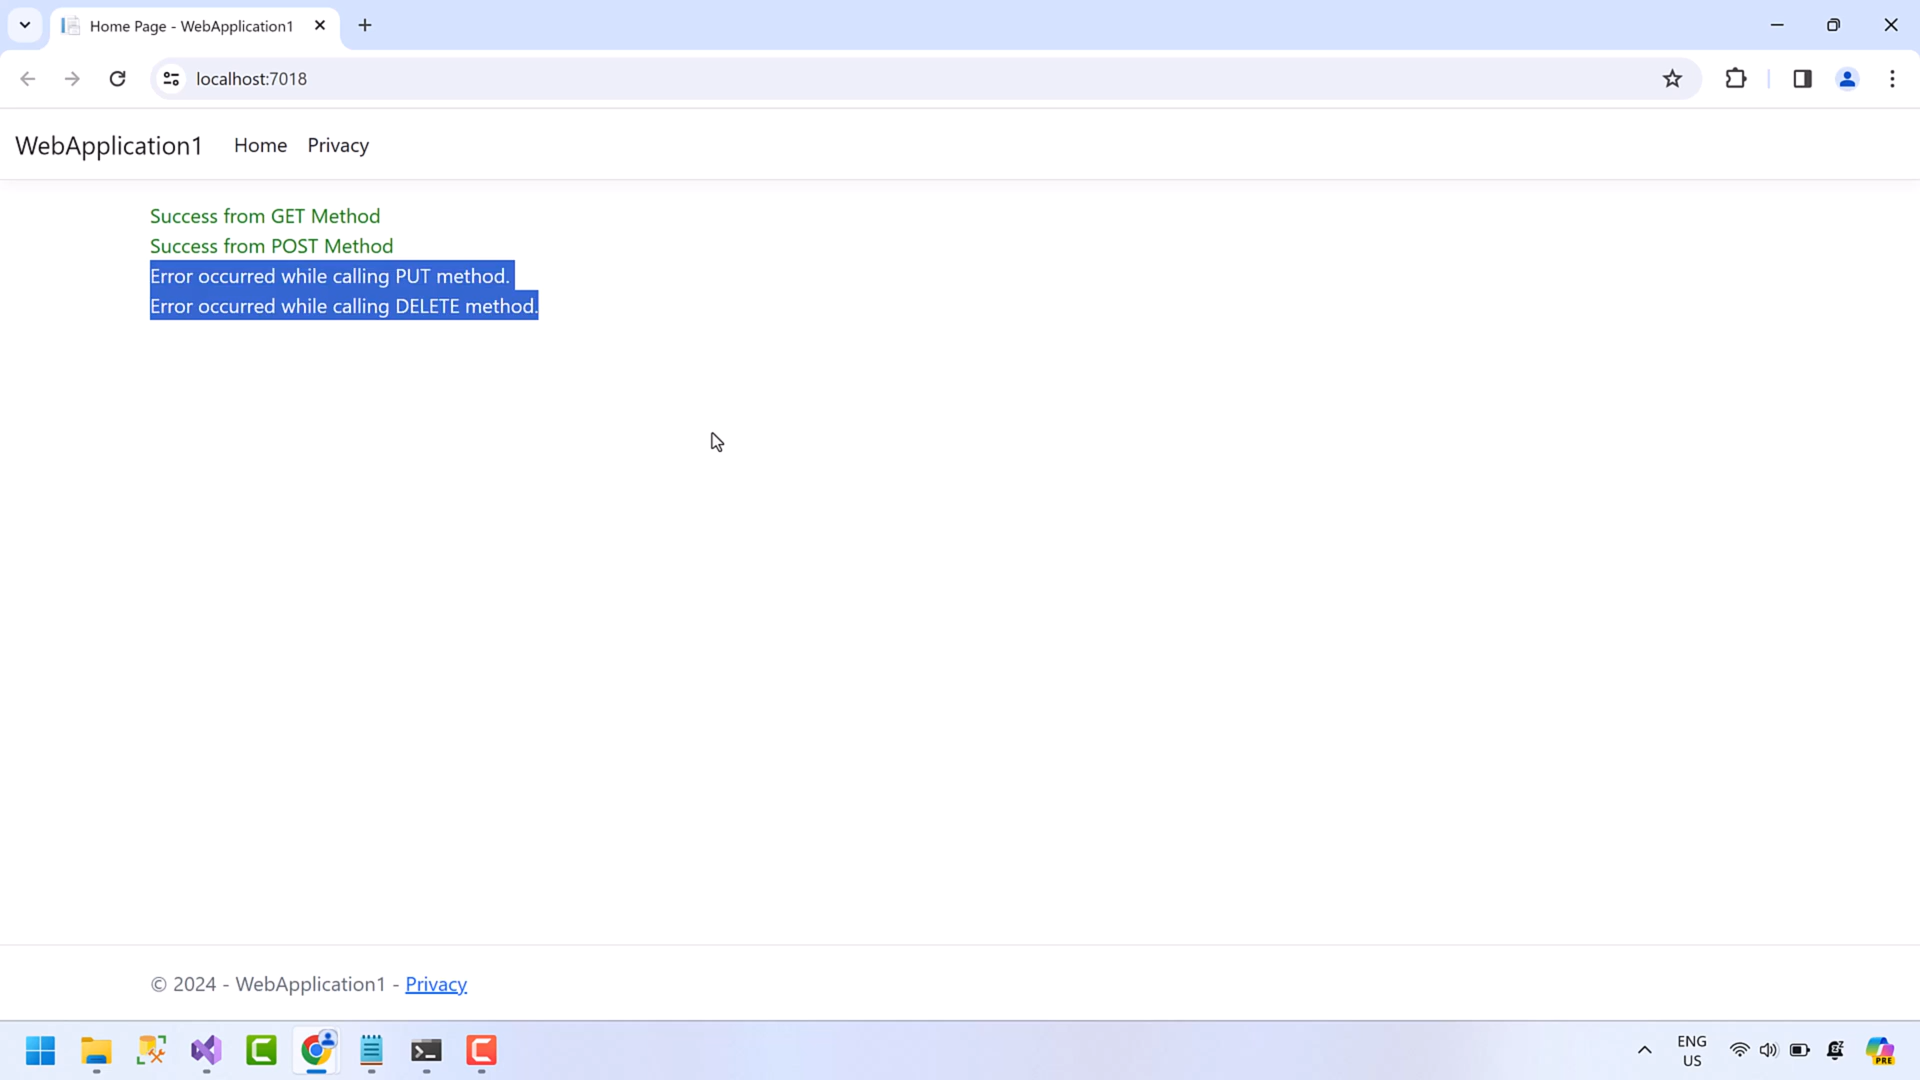 Home Page - WebApplication1
localhost:7018
WebApplication1 Home Privacy
Success from GET Method
Success from POST Method
Error occurred while calling PUT method.
Error occurred while calling DELETE method.
© 2024 - WebApplication1 - Privacy
ENG
US
PRE